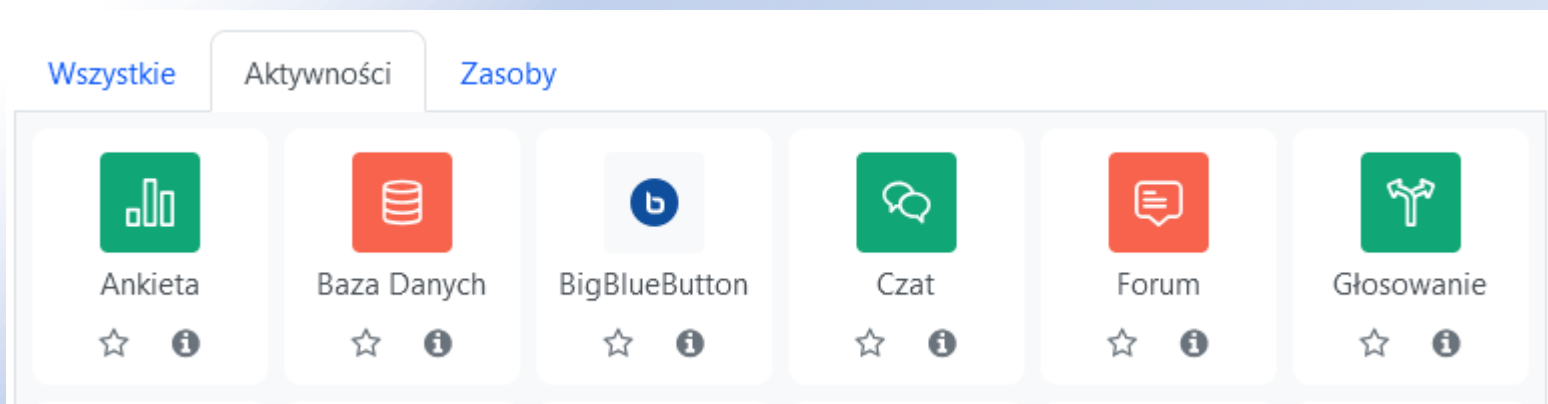 Wszystkie Aktywności Zasoby
Ankieta Baza Danych BigBlueButton Czat Forum Głosowanie